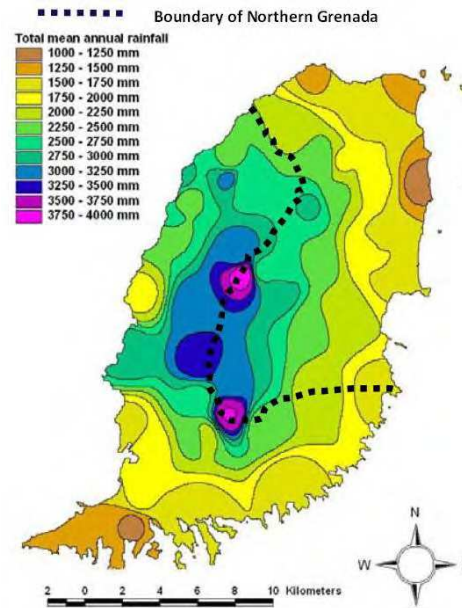 Boundary of Northern Grenada
Total mean annual rainfall
1000 - 1250 mm
1250 - 1500 mm
1500 - 1750 mm
1750 - 2000 mm
2000 - 2250 mm
2250 - 2500 mm
2500 - 2750 mm
2750 - 3000 mm
3000 - 3250 mm
3250 - 3500 mm
3500 - 3750 mm
3750 - 4000 mm
N
W E
S
2 0 2 4 6 8 10 Kilometers